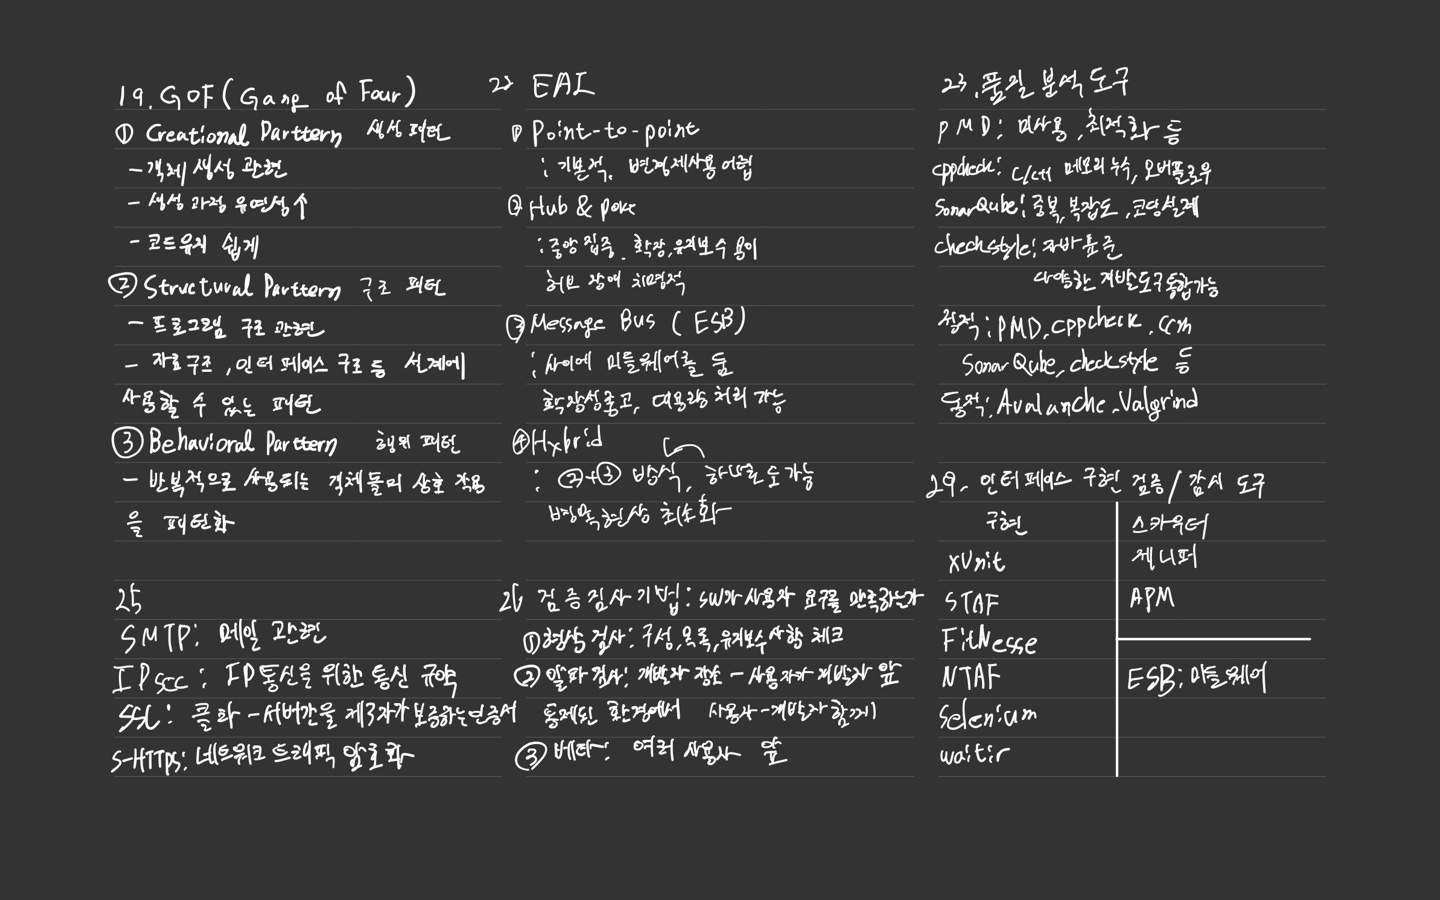 19. GOF ( Gang of Four )
① Creational Parttern 생성 패턴
- 객체 생성 관련
- 생성 과정 유연성↑
- 코드유지 쉽게
② Structural Parttern 구조 패턴
- 프로그램 구조 관련
- 자료구조, 인터페이스 구조 등 설계에
사용할 수 있는 패턴
③ Behavioral Parttern 행위 패턴
- 반복적으로 사용되는 객체들의 상호 작용
을 패턴화
25
SMTP: 메일 관련
IPsec : IP통신을 위한 통신 규약
SSL: 클라-서버간을 제3자가 보증하는 인증서
S-HTTPS: 네트워크 트래픽 암호화
EAI
① Point-to-point
: 기본적, 변경재사용 어렵
② Hub &
: 중앙 집중, 확장, 유지보수 용이
허브 장애 치명적
③ Message Bus ( ESB )
: 사이에 미들웨어를 둠
확장성좋고, 대용량 처리 가능
④ Hybrid
: ②+③ 방식, 하나로도 가능
병목현상 최소화
검증검사기법: SW가 사용자 요구를 만족하는가
① 형상 검사: 구성, 목록, 유지보수 사항 체크
② 알파 검사: 개발자 장소 - 사용자가 개발자 앞
통제된 환경에서 사용자-개발자 함께
③ 베타: 여러 사용자 앞
23. 품질 분석 도구
PMD: 미사용, 최적화 등
cppcheck: C/C++ 메모리 누수, 오버플로우
SonarQube: 중복, 복잡도, 코딩설계
checkstyle: 자바 표준
다양한 개발도구 통합가능
정적: PMD, cppcheck, ccm
SonarQube, checkstyle 등
동적: Avalanche, Valgrind
29. 인터페이스 구현 검증 / 감시 도구
구현 스카우터
xUnit 제니퍼
STAF APM
FitNesse
NTAF ESB: 미들웨어
Selenium
waitir